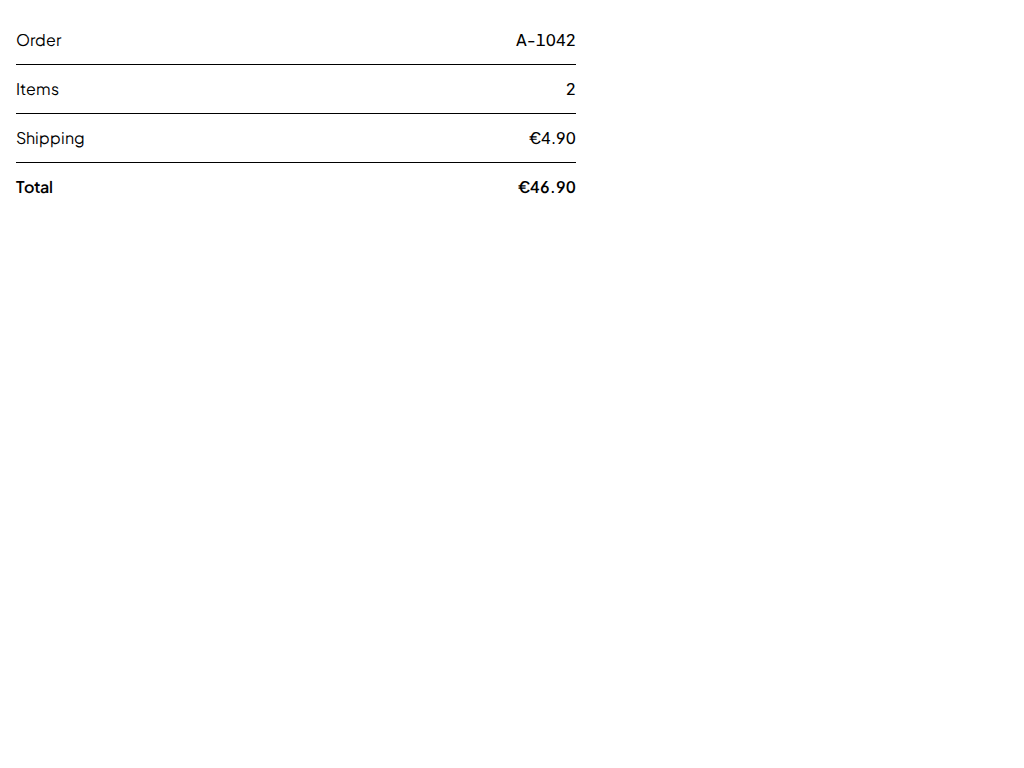 Order A-1042
Items 2
Shipping €4.90
Total €46.90